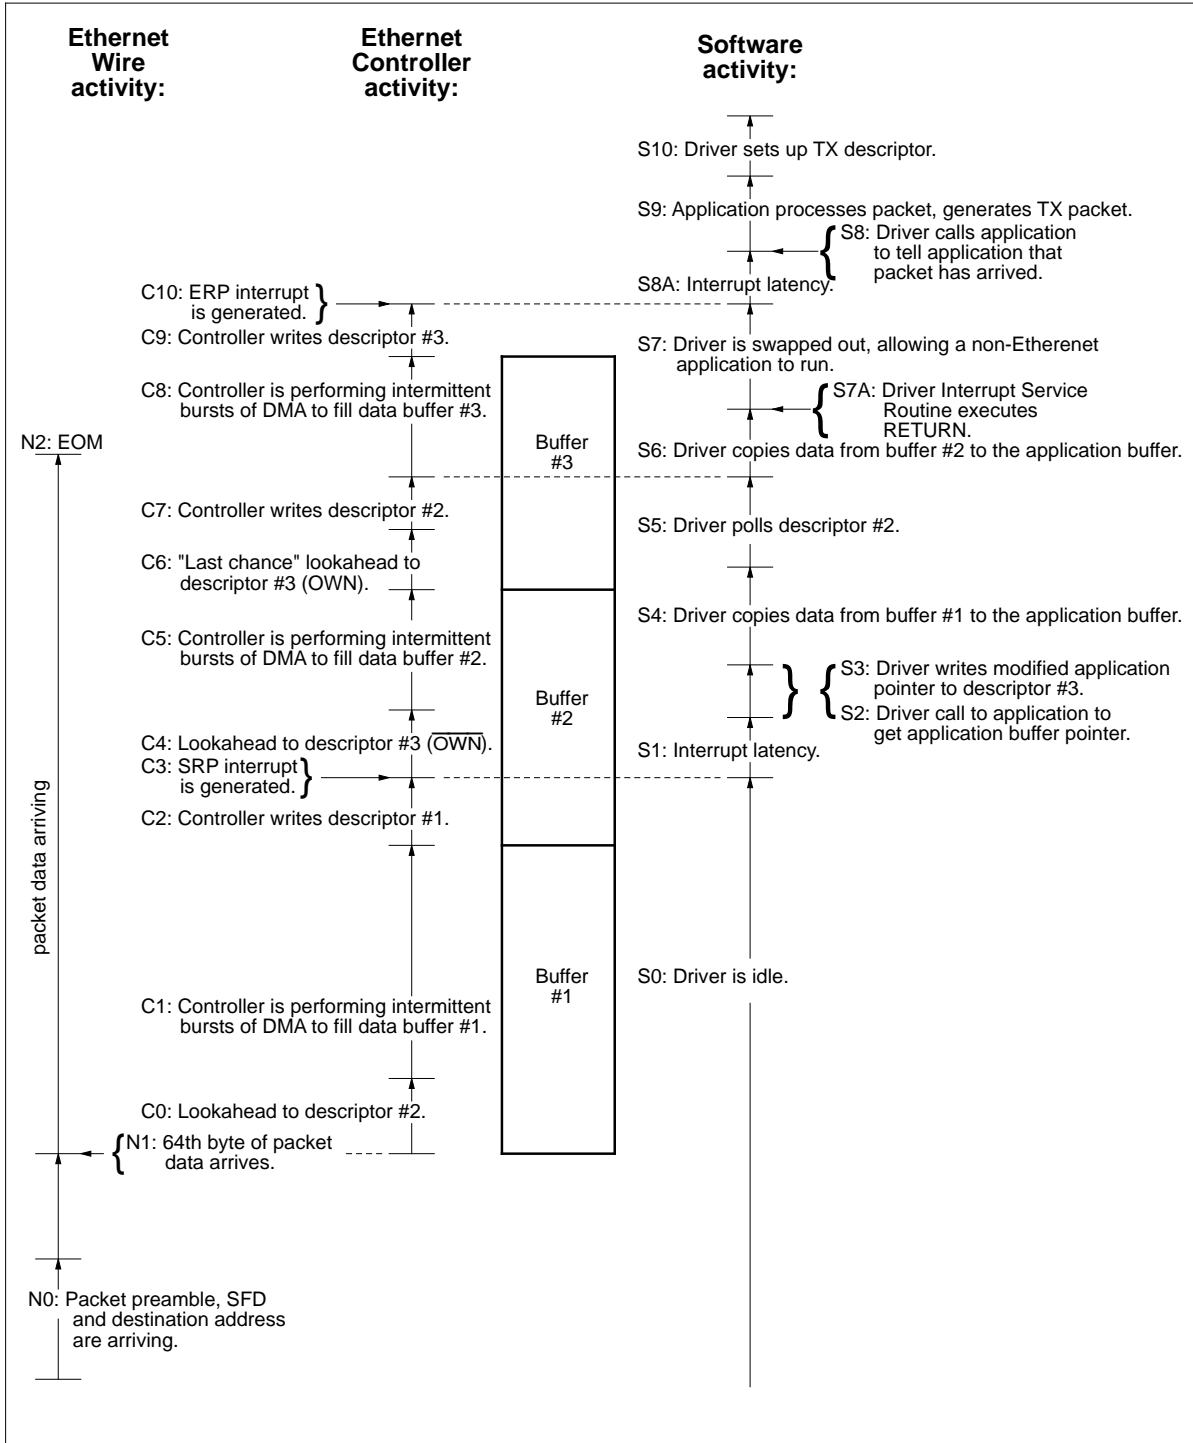 Ethernet
Wire
activity:
Ethernet
Controller
activity:
Software
activity:
S10: Driver sets up TX descriptor.
S9: Application processes packet, generates TX packet.
S8: Driver calls application
to tell application that
packet has arrived.
S8A: Interrupt latency.
C10: ERP interrupt
is generated.
C9: Controller writes descriptor #3.
S7: Driver is swapped out, allowing a non-Etherenet
application to run.
C8: Controller is performing intermittent
bursts of DMA to fill data buffer #3.
S7A: Driver Interrupt Service
Routine executes
RETURN.
N2: EOM
Buffer
#3
S6: Driver copies data from buffer #2 to the application buffer.
C7: Controller writes descriptor #2.
S5: Driver polls descriptor #2.
C6: "Last chance" lookahead to
descriptor #3 (OWN).
S4: Driver copies data from buffer #1 to the application buffer.
C5: Controller is performing intermittent
bursts of DMA to fill data buffer #2.
S3: Driver writes modified application
pointer to descriptor #3.
Buffer
#2
S2: Driver call to application to
get application buffer pointer.
C4: Lookahead to descriptor #3 (O̅W̅N̅).
S1: Interrupt latency.
C3: SRP interrupt
is generated.
C2: Controller writes descriptor #1.
packet data arriving
Buffer
#1
S0: Driver is idle.
C1: Controller is performing intermittent
bursts of DMA to fill data buffer #1.
C0: Lookahead to descriptor #2.
N1: 64th byte of packet
data arrives.
N0: Packet preamble, SFD
and destination address
are arriving.